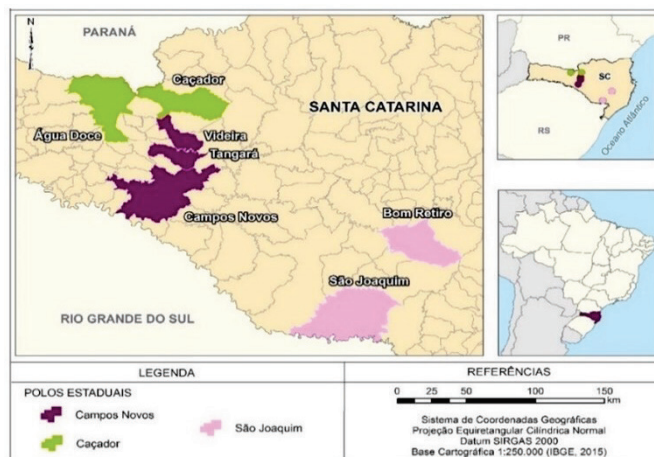 N
PARANÁ
Caçador
SANTA CATARINA
Água Doce
Videira
Tangará
Campos Novos
Bom Retiro
São Joaquim
RIO GRANDE DO SUL
PR
SC
RS
Oceano Atlântico
LEGENDA
POLOS ESTADUAIS
Campos Novos
São Joaquim
Caçador
REFERÊNCIAS
0 25 50 100 150
km
Sistema de Coordenadas Geográficas
Projeção Equiretangular Cilíndrica Normal
Datum SIRGAS 2000
Base Cartográfica 1:250.000 (IBGE, 2015)